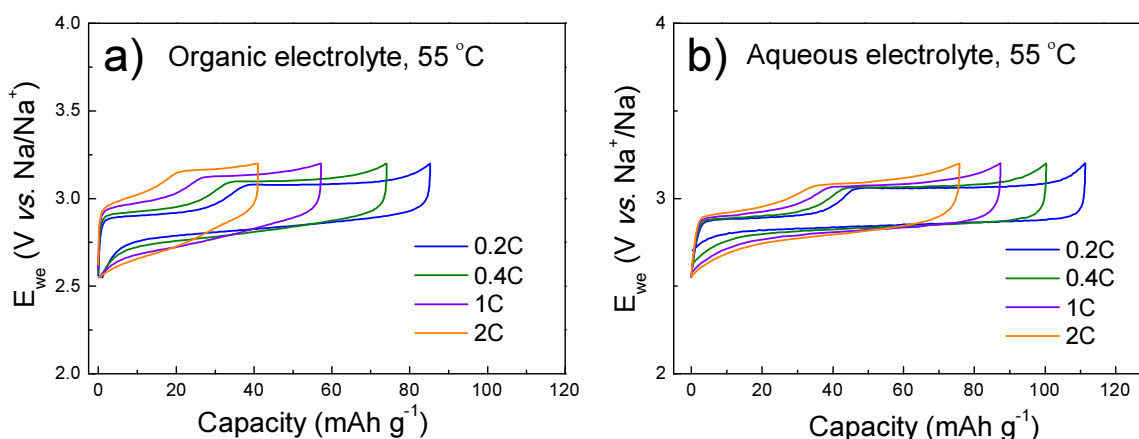 a) Organic electrolyte, 55 °C
E_we (V vs. Na/Na⁺)
4.0
3.5
3.0
2.5
2.0
0.2C
0.4C
1C
2C
0 20 40 60 80 100 120
Capacity (mAh g⁻¹)
b) Aqueous electrolyte, 55 °C
E_we (V vs. Na⁺/Na)
4
3
2
0.2C
0.4C
1C
2C
0 20 40 60 80 100 120
Capacity (mAh g⁻¹)